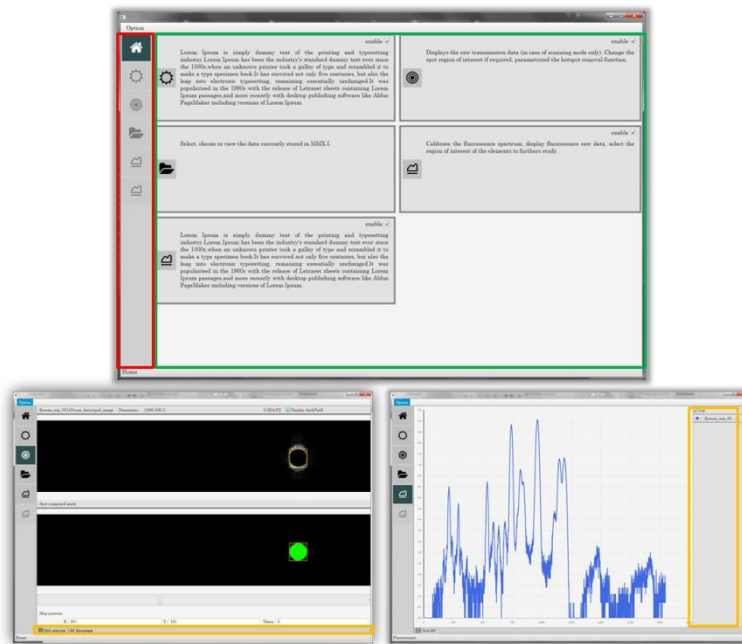 Option
enable ✓
Lorem Ipsum is simply dummy text of the printing and typesetting
industry.Lorem Ipsum has been the industry's standard dummy text ever since
the 1500s,when an unknown printer took a galley of type and scrambled it to
make a type specimen book.It has survived not only five centuries, but also the
leap into electronic typesetting, remaining essentially unchanged.It was
popularised in the 1960s with the release of Letraset sheets containing Lorem
Ipsum passages,and more recently with desktop publishing software like Aldus
PageMaker including versions of Lorem Ipsum.
enable ✓
Displays the raw transmission data (in case of scanning mode only). Change the
spot region of interest if required, parametrized the hotspot removal function.
Select, choose or view the data currently stored in MMX-I.
enable ✓
Calibrate the fluorescence spectrum, display fluorescence raw data, select the
region of interest of the elements to furthers study.
enable ✓
Lorem Ipsum is simply dummy text of the printing and typesetting
industry.Lorem Ipsum has been the industry's standard dummy text ever since
the 1500s,when an unknown printer took a galley of type and scrambled it to
make a type specimen book.It has survived not only five centuries, but also the
leap into electronic typesetting, remaining essentially unchanged.It was
popularised in the 1960s with the release of Letraset sheets containing Lorem
Ipsum passages,and more recently with desktop publishing software like Aldus
PageMaker including versions of Lorem Ipsum.
Home
Option
Display darkField
Spot computed mask
Map position
X
Y
Home
Option
Fluorescence